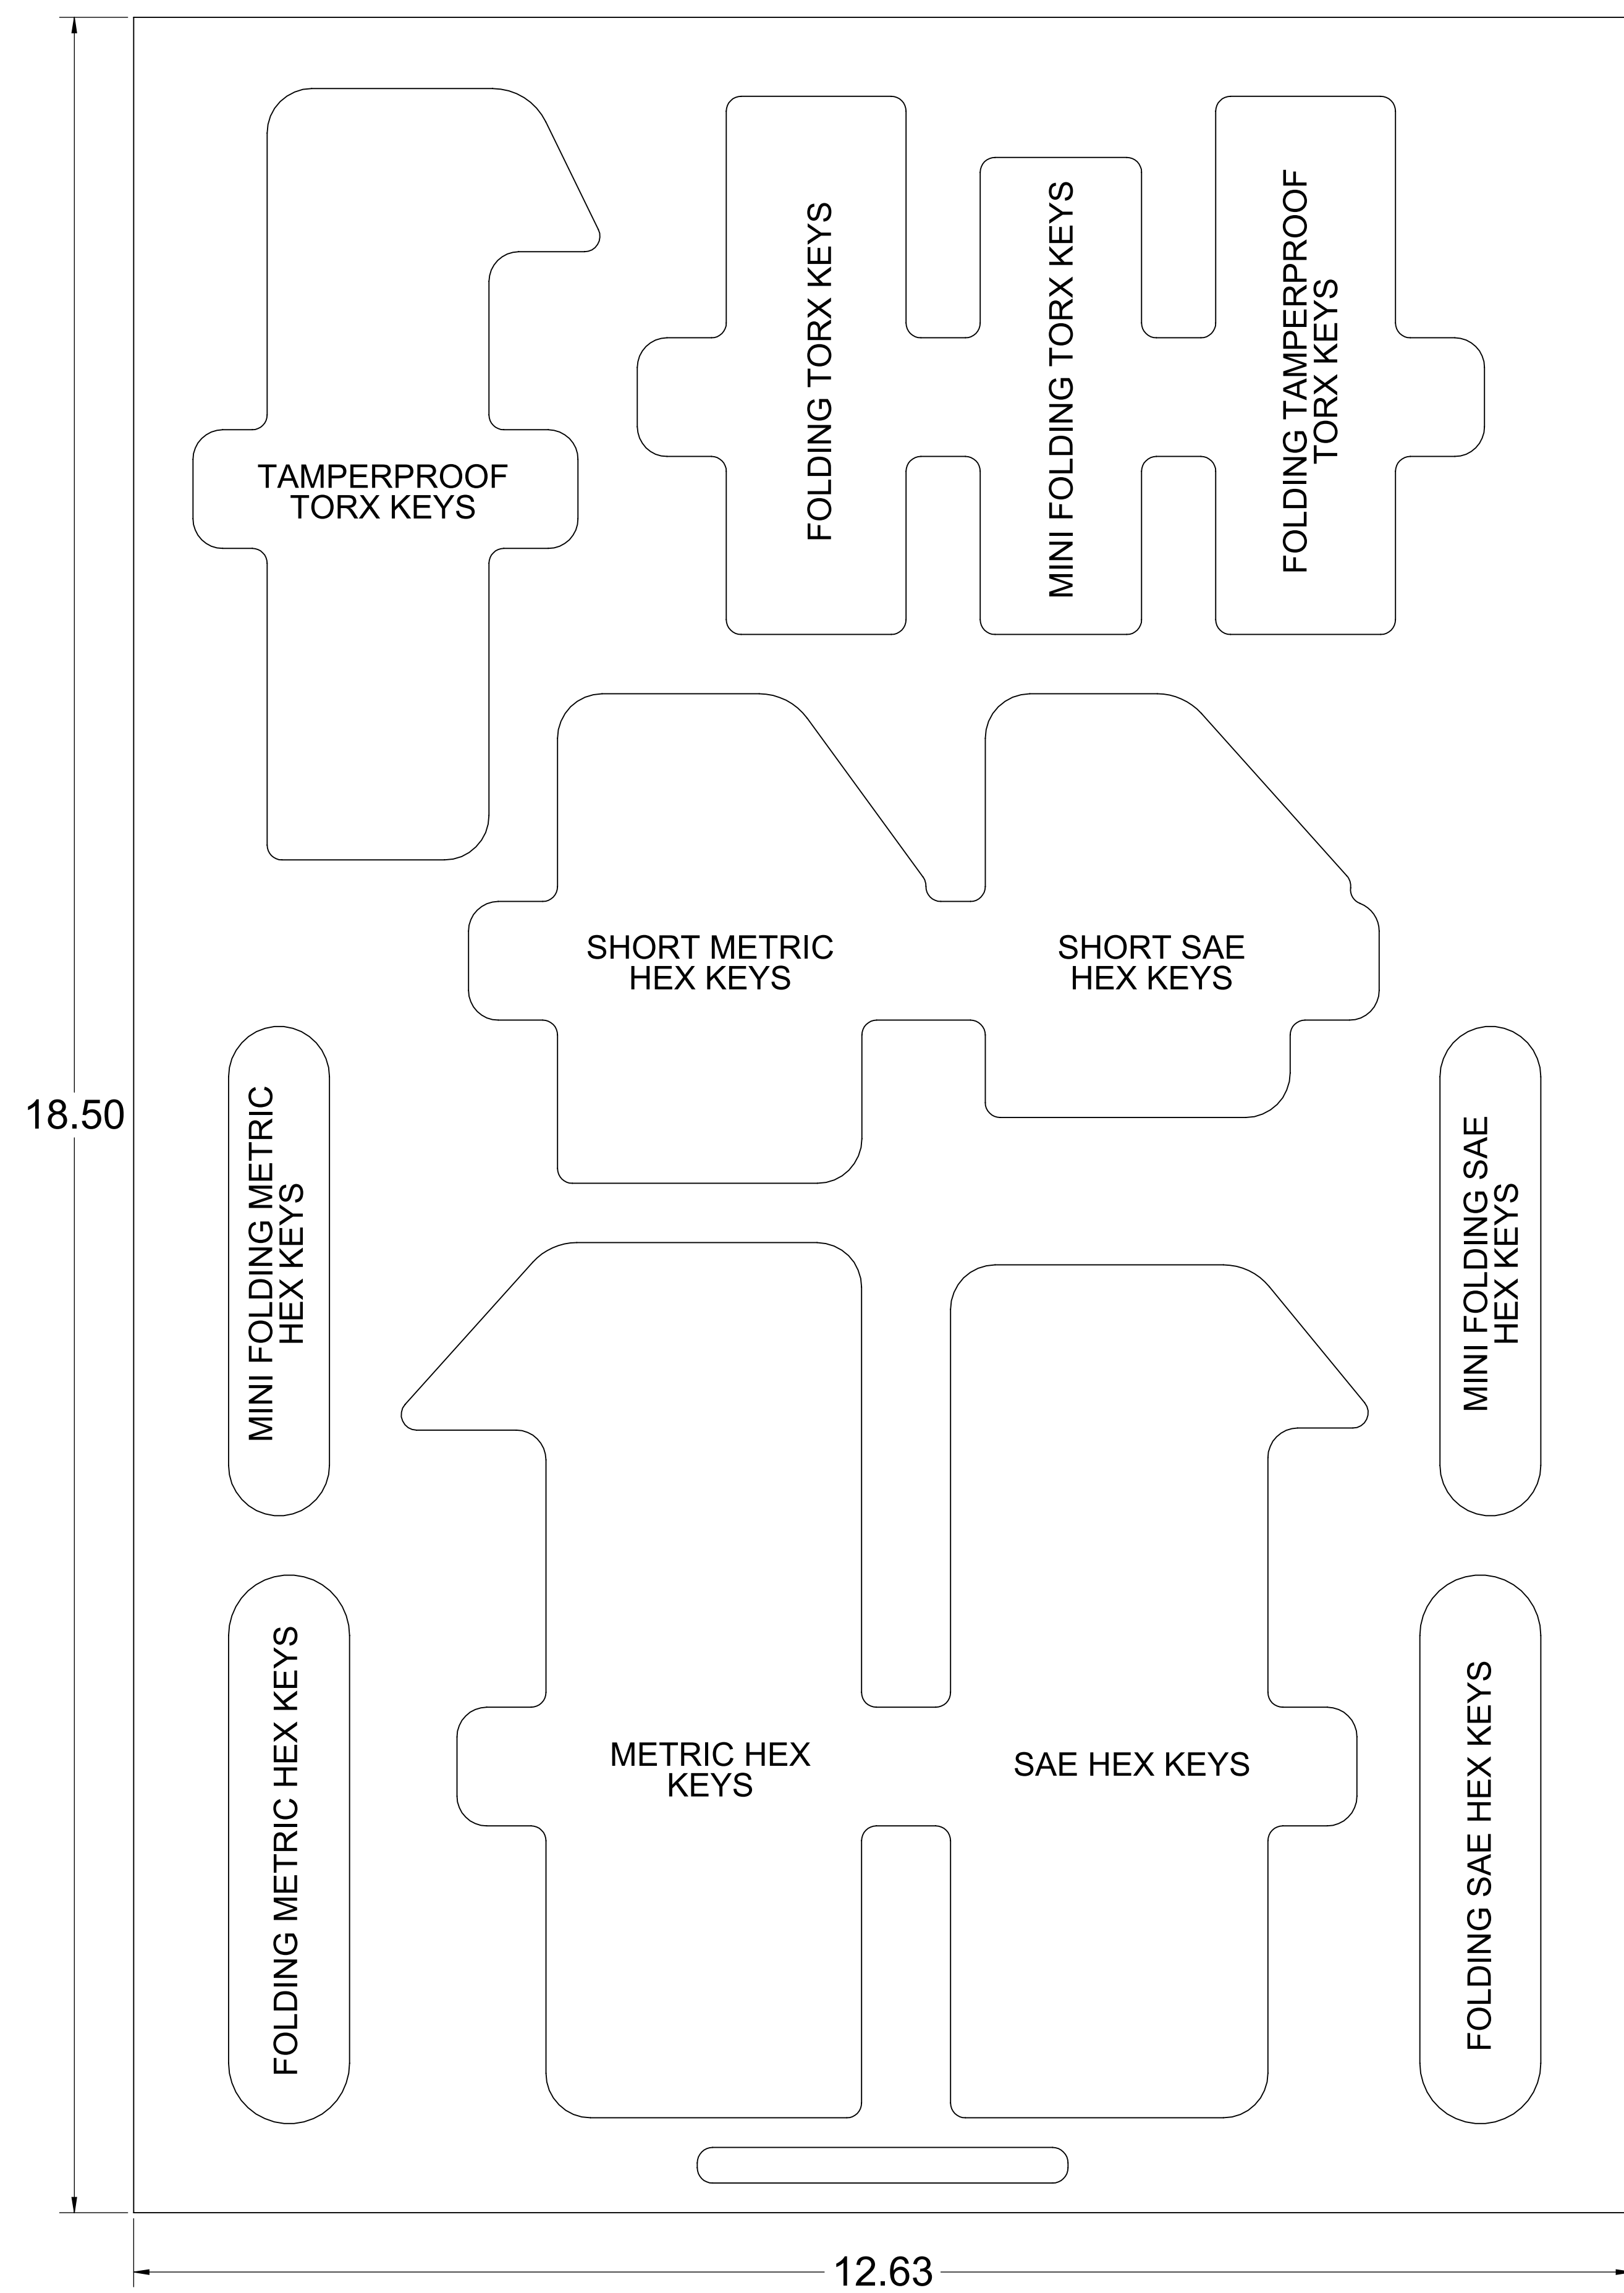 FOLDING TORX KEYS
MINI FOLDING TORX KEYS
FOLDING TAMPERPROOF
TORX KEYS
TAMPERPROOF
TORX KEYS
SHORT METRIC
HEX KEYS
SHORT SAE
HEX KEYS
18.50
MINI FOLDING METRIC
HEX KEYS
MINI FOLDING SAE
HEX KEYS
FOLDING METRIC HEX KEYS
METRIC HEX
KEYS
SAE HEX KEYS
FOLDING SAE HEX KEYS
12.63